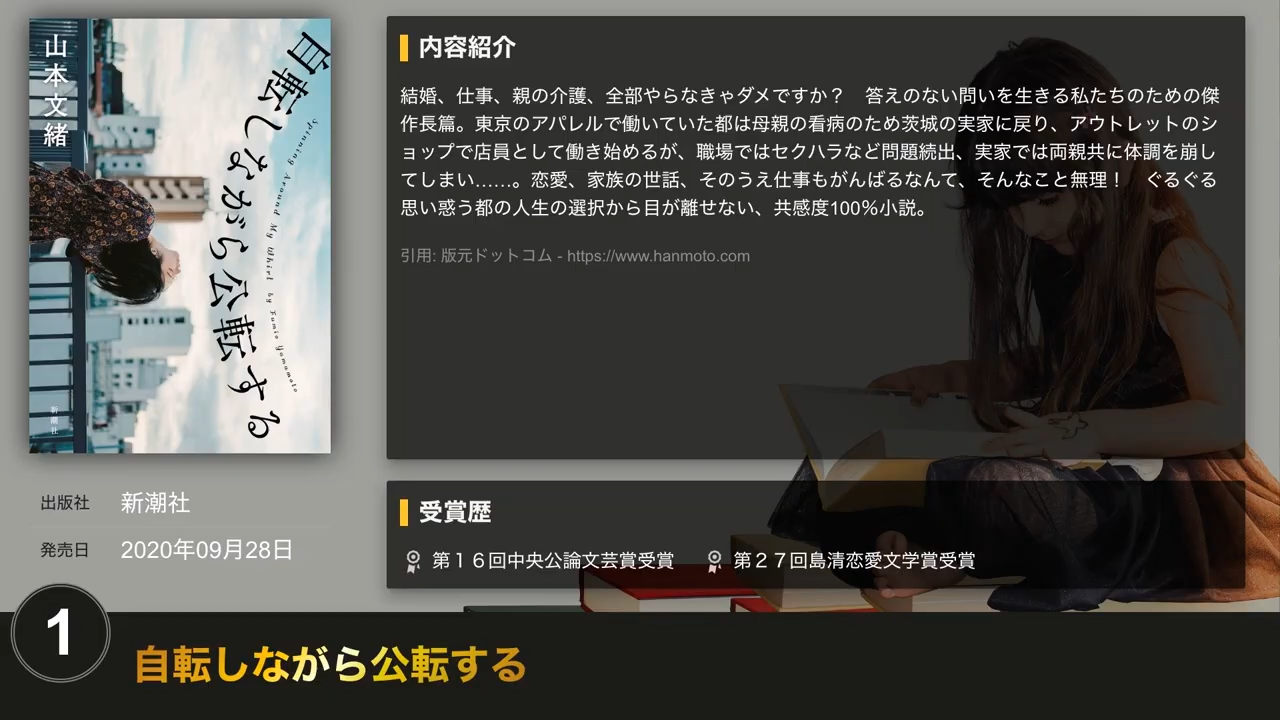 山本文緒
自転しながら公転する
Spinning Around My Whirl by Fumio Yamamoto
新潮社
出版社 新潮社
発売日 2020年09月28日
内容紹介
結婚、仕事、親の介護、全部やらなきゃダメですか？　答えのない問いを生きる私たちのための傑
作長篇。東京のアパレルで働いていた都は母親の看病のため茨城の実家に戻り、アウトレットのシ
ョップで店員として働き始めるが、職場ではセクハラなど問題続出、実家では両親共に体調を崩し
てしまい……。恋愛、家族の世話、そのうえ仕事もがんばるなんて、そんなこと無理！　ぐるぐる
思い惑う都の人生の選択から目が離せない、共感度100％小説。
引用: 版元ドットコム - https://www.hanmoto.com
受賞歴
第１６回中央公論文芸賞受賞 第２７回島清恋愛文学賞受賞
1
自転しながら公転する